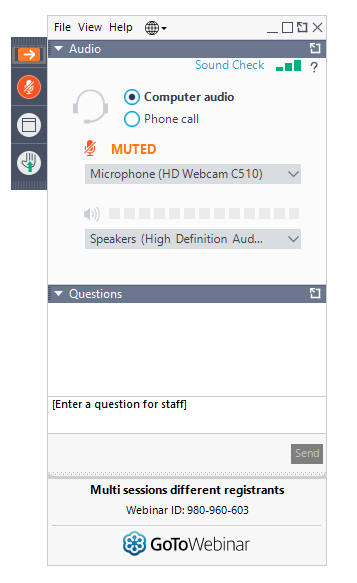 File View Help
Audio
Sound Check ?
Computer audio
Phone call
MUTED
Microphone (HD Webcam C510)
Speakers (High Definition Aud...
Questions
[Enter a question for staff]
Send
Multi sessions different registrants
Webinar ID: 980-960-603
GoToWebinar